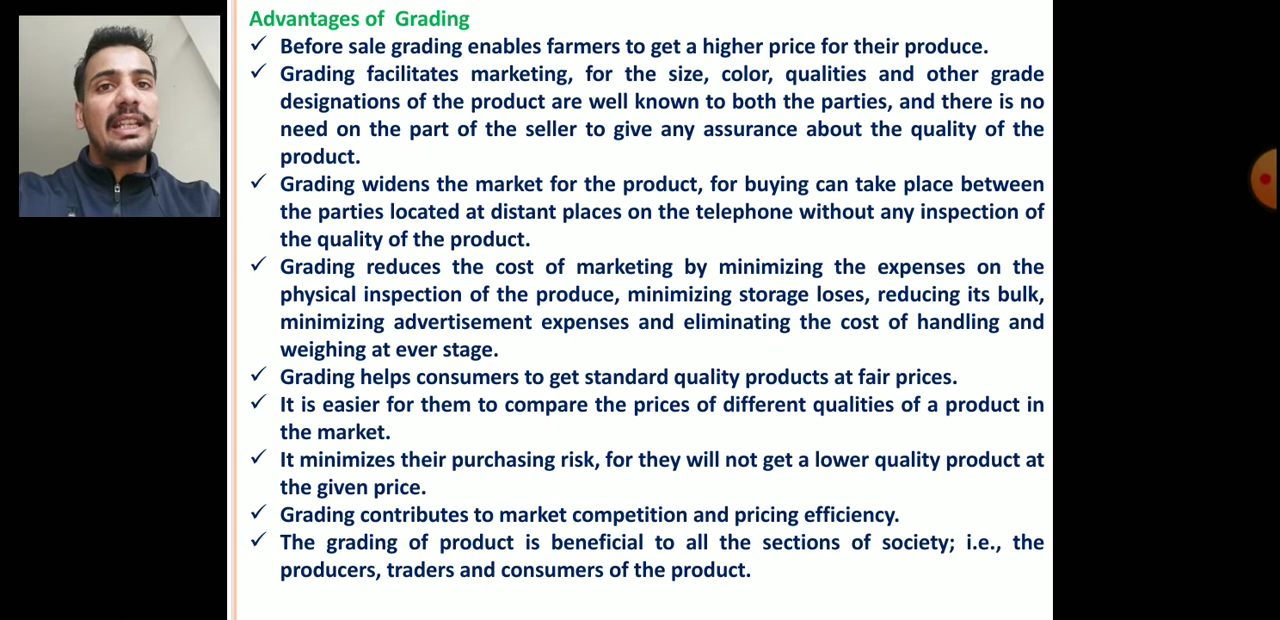 Advantages of Grading
✓ Before sale grading enables farmers to get a higher price for their produce.
✓ Grading facilitates marketing, for the size, color, qualities and other grade
designations of the product are well known to both the parties, and there is no
need on the part of the seller to give any assurance about the quality of the
product.
✓ Grading widens the market for the product, for buying can take place between
the parties located at distant places on the telephone without any inspection of
the quality of the product.
✓ Grading reduces the cost of marketing by minimizing the expenses on the
physical inspection of the produce, minimizing storage loses, reducing its bulk,
minimizing advertisement expenses and eliminating the cost of handling and
weighing at ever stage.
✓ Grading helps consumers to get standard quality products at fair prices.
✓ It is easier for them to compare the prices of different qualities of a product in
the market.
✓ It minimizes their purchasing risk, for they will not get a lower quality product at
the given price.
✓ Grading contributes to market competition and pricing efficiency.
✓ The grading of product is beneficial to all the sections of society; i.e., the
producers, traders and consumers of the product.